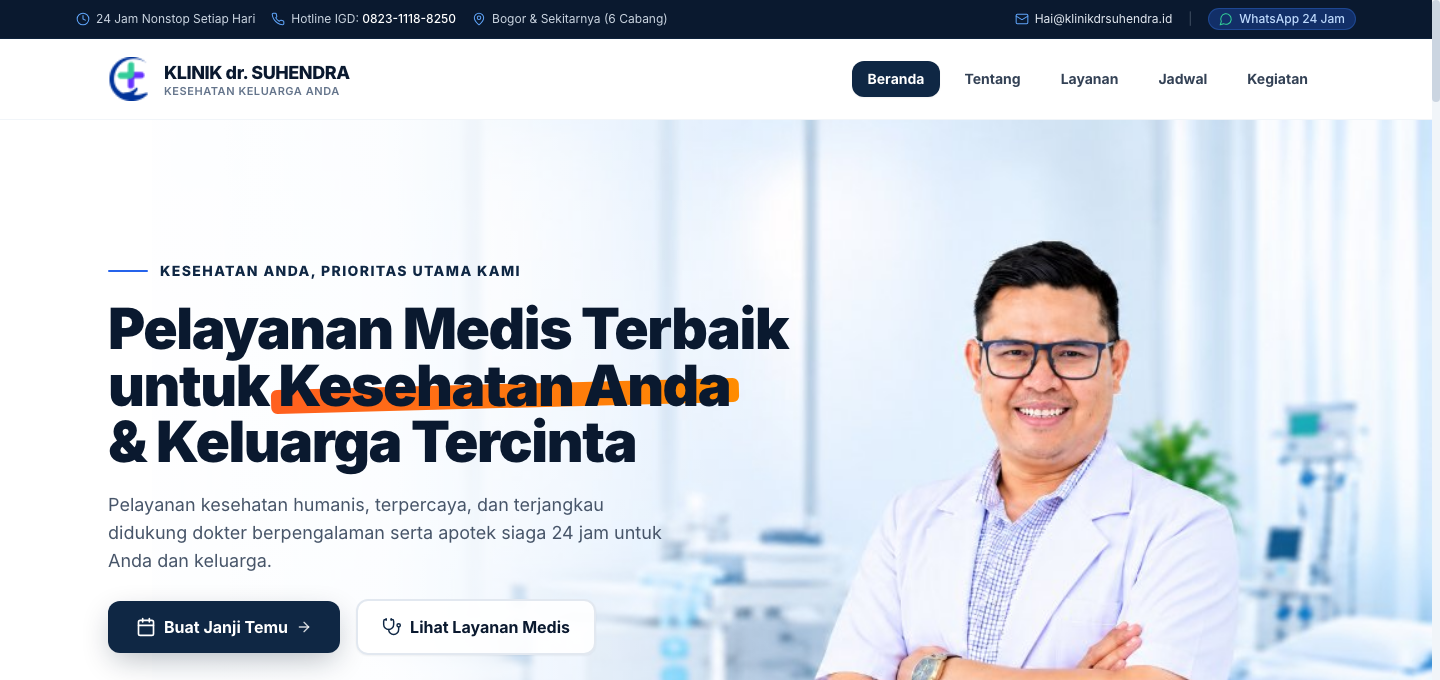 24 Jam Nonstop Setiap Hari
Hotline IGD: 0823-1118-8250
Bogor & Sekitarnya (6 Cabang)
Hai@klinikdrsuhendra.id
WhatsApp 24 Jam
KLINIK dr. SUHENDRA
KESEHATAN KELUARGA ANDA
Beranda
Tentang
Layanan
Jadwal
Kegiatan
KESEHATAN ANDA, PRIORITAS UTAMA KAMI
Pelayanan Medis Terbaik
untuk Kesehatan Anda
& Keluarga Tercinta
Pelayanan kesehatan humanis, terpercaya, dan terjangkau
didukung dokter berpengalaman serta apotek siaga 24 jam untuk
Anda dan keluarga.
Buat Janji Temu
Lihat Layanan Medis